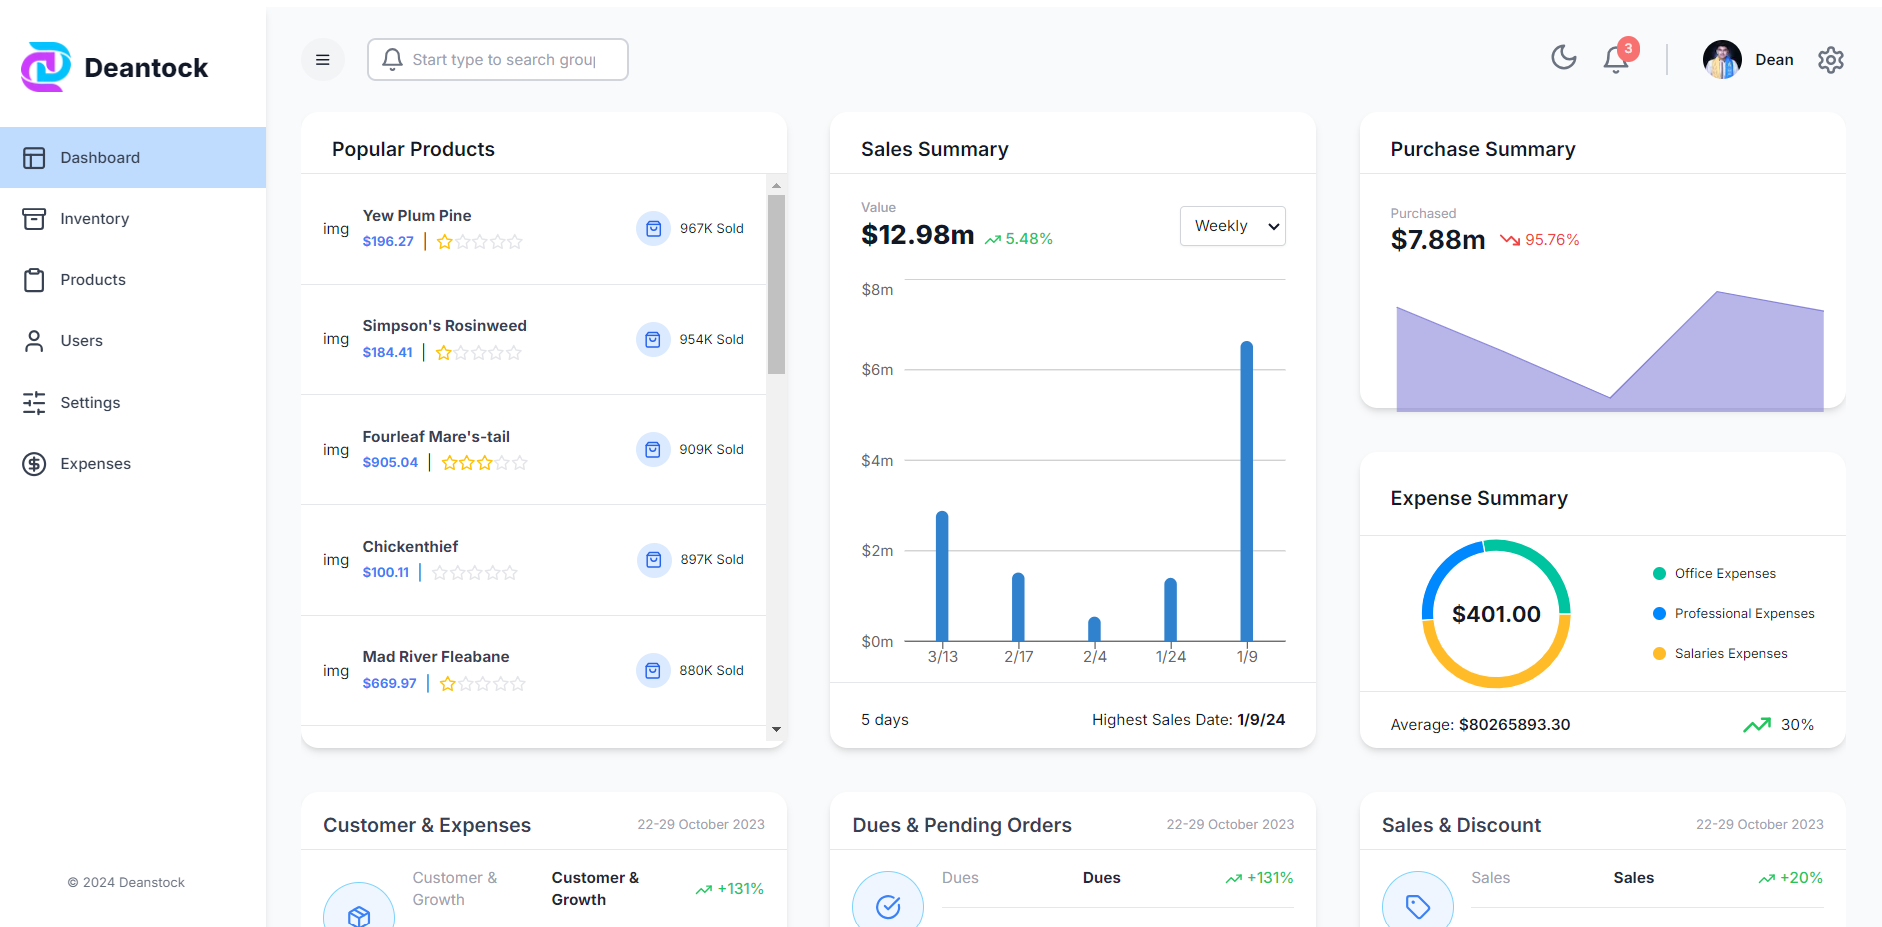 Deantock
Dashboard
Inventory
Products
Users
Settings
Expenses
© 2024 Deanstock
Start type to search grou
3
Dean
Popular Products
img
Yew Plum Pine
$196.27
967K Sold
img
Simpson's Rosinweed
$184.41
954K Sold
img
Fourleaf Mare's-tail
$905.04
909K Sold
img
Chickenthief
$100.11
897K Sold
img
Mad River Fleabane
$669.97
880K Sold
Sales Summary
Value
$12.98m 5.48%
Weekly
$8m
$6m
$4m
$2m
$0m
3/13 2/17 2/4 1/24 1/9
5 days
Highest Sales Date: 1/9/24
Purchase Summary
Purchased
$7.88m 95.76%
Expense Summary
$401.00
Office Expenses
Professional Expenses
Salaries Expenses
Average: $80265893.30
30%
Customer & Expenses
22-29 October 2023
Customer &
Growth
Customer &
Growth
+131%
Dues & Pending Orders
22-29 October 2023
Dues
Dues
+131%
Sales & Discount
22-29 October 2023
Sales
Sales
+20%